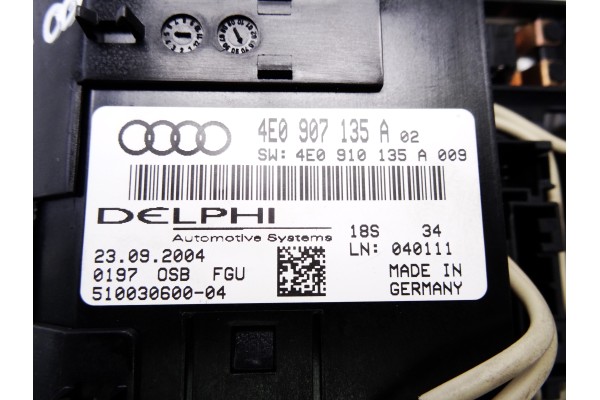 4E0 907 135 A 02
SW: 4E0 910 135 A 009
DELPHI
Automotive Systems
18S 34
LN: 040111
23.09.2004
0197 OSB FGU
510030600-04
MADE IN
GERMANY